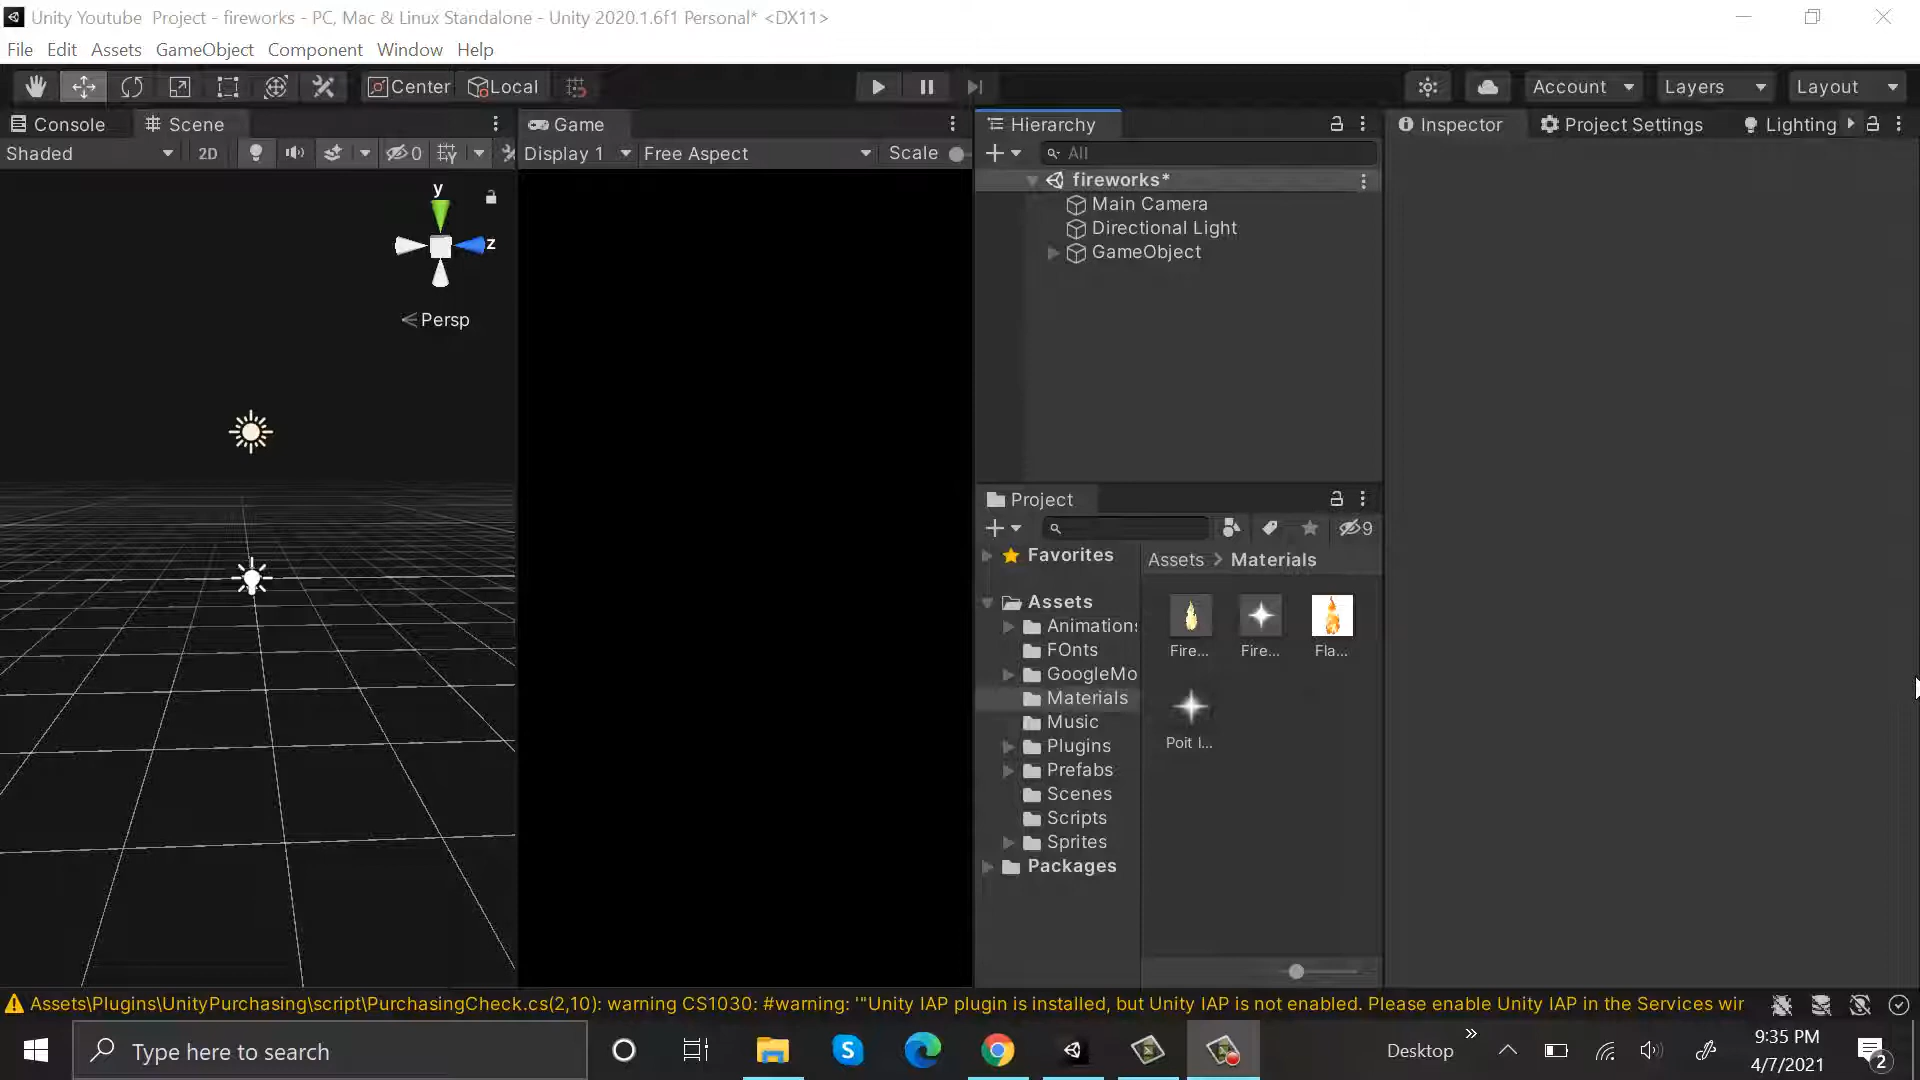 Unity Youtube Project - fireworks - PC, Mac & Linux Standalone - Unity 2020.1.6f1 Personal* <DX11>
File Edit Assets GameObject Component Window Help
Center Local Account Layers Layout
Console Scene Game Hierarchy Inspector Project Settings Lighting
Shaded 2D 0 Display 1 Free Aspect Scale All
fireworks*
Main Camera
Directional Light
GameObject
y
z
Persp
Project
9
Favorites
Assets > Materials
Assets
Animation
FOnts
GoogleMo
Materials
Music
Plugins
Prefabs
Scenes
Scripts
Sprites
Packages
Fire... Fire... Fla...
Poit l...
Assets\Plugins\UnityPurchasing\script\PurchasingCheck.cs(2,10): warning CS1030: #warning: '"Unity IAP plugin is installed, but Unity IAP is not enabled. Please enable Unity IAP in the Services wir
Type here to search
Desktop
9:35 PM
4/7/2021
2